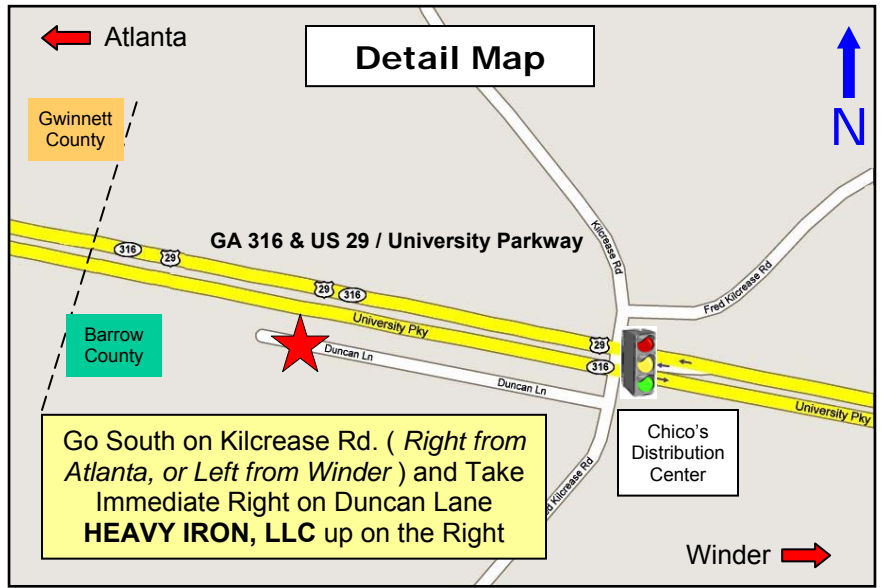 Atlanta
Detail Map
N
Gwinnett
County
Kilcrease Rd
GA 316 & US 29 / University Parkway
316
29
Fred Kilcrease Rd
29
316
University Pky
Barrow
County
29
Duncan Ln
316
Duncan Ln
University Pky
Go South on Kilcrease Rd. ( Right from
Atlanta, or Left from Winder ) and Take
Immediate Right on Duncan Lane
HEAVY IRON, LLC up on the Right
Chico's
Distribution
Center
ed Kilcrease Rd
Winder